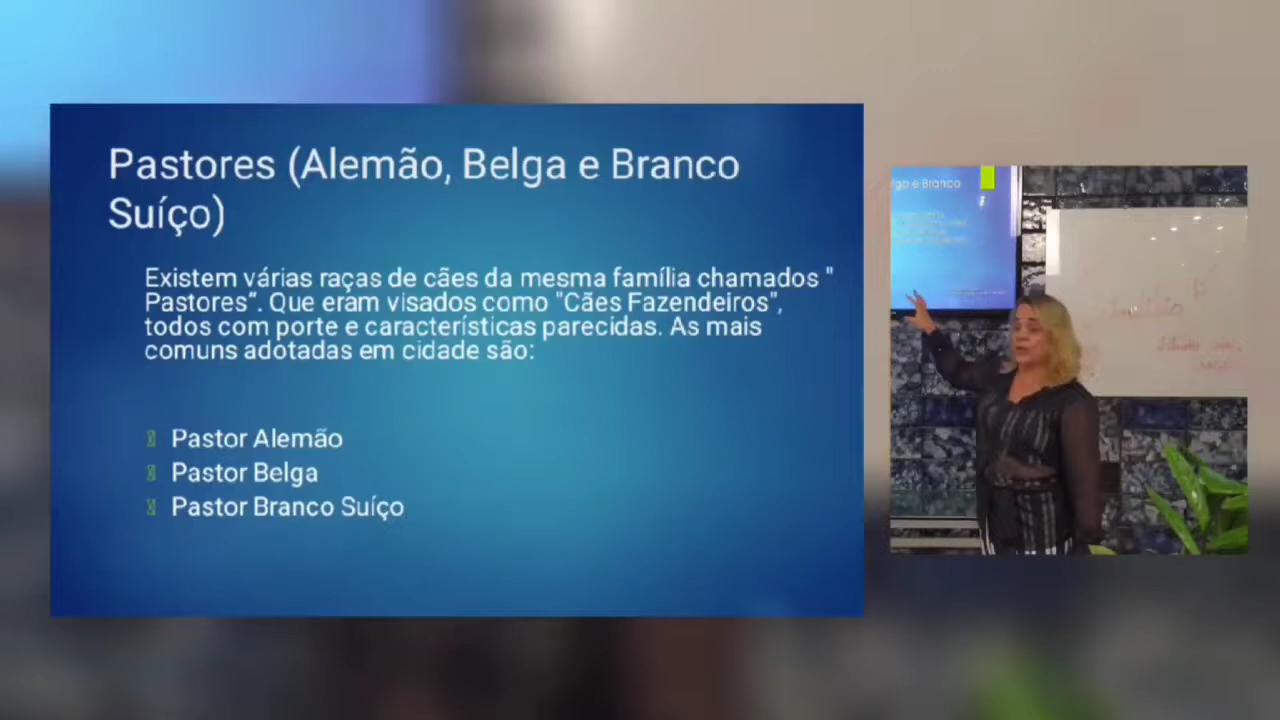 Pastores (Alemão, Belga e Branco
Suíço)
Existem várias raças de cães da mesma família chamados "
Pastores“. Que eram visados como "Cães Fazendeiros",
todos com porte e características parecidas. As mais
comuns adotadas em cidade são:
Pastor Alemão
Pastor Belga
Pastor Branco Suíço
e Branco